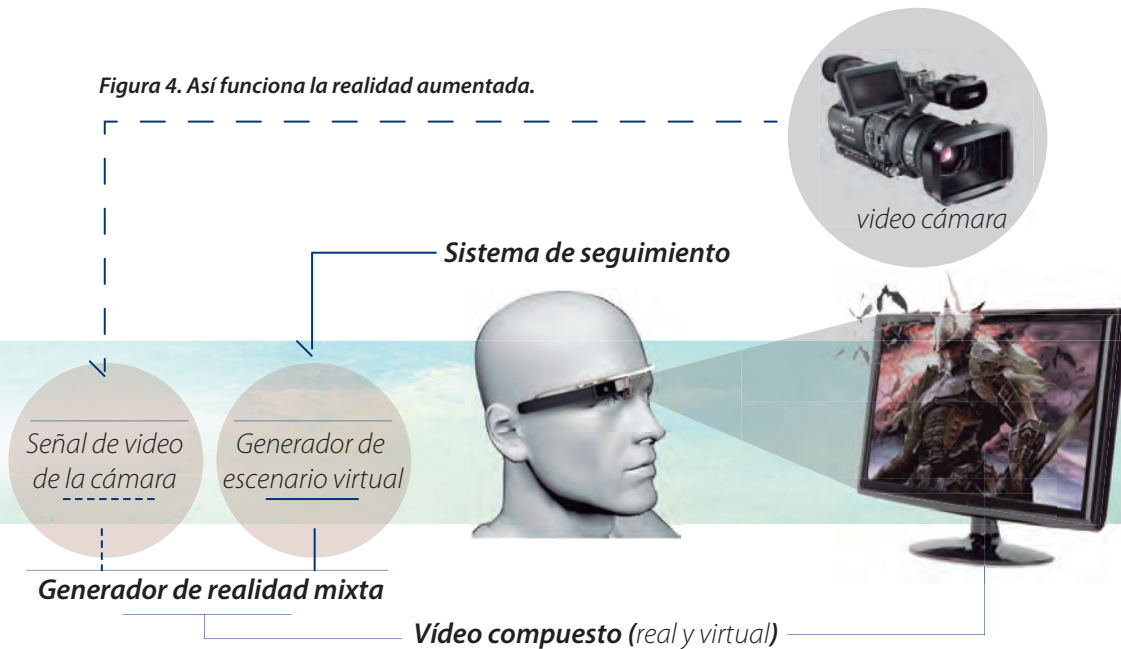 Figura 4. Así funciona la realidad aumentada.
video cámara
Sistema de seguimiento
Señal de video
de la cámara
Generador de
escenario virtual
Generador de realidad mixta
Vídeo compuesto (real y virtual)